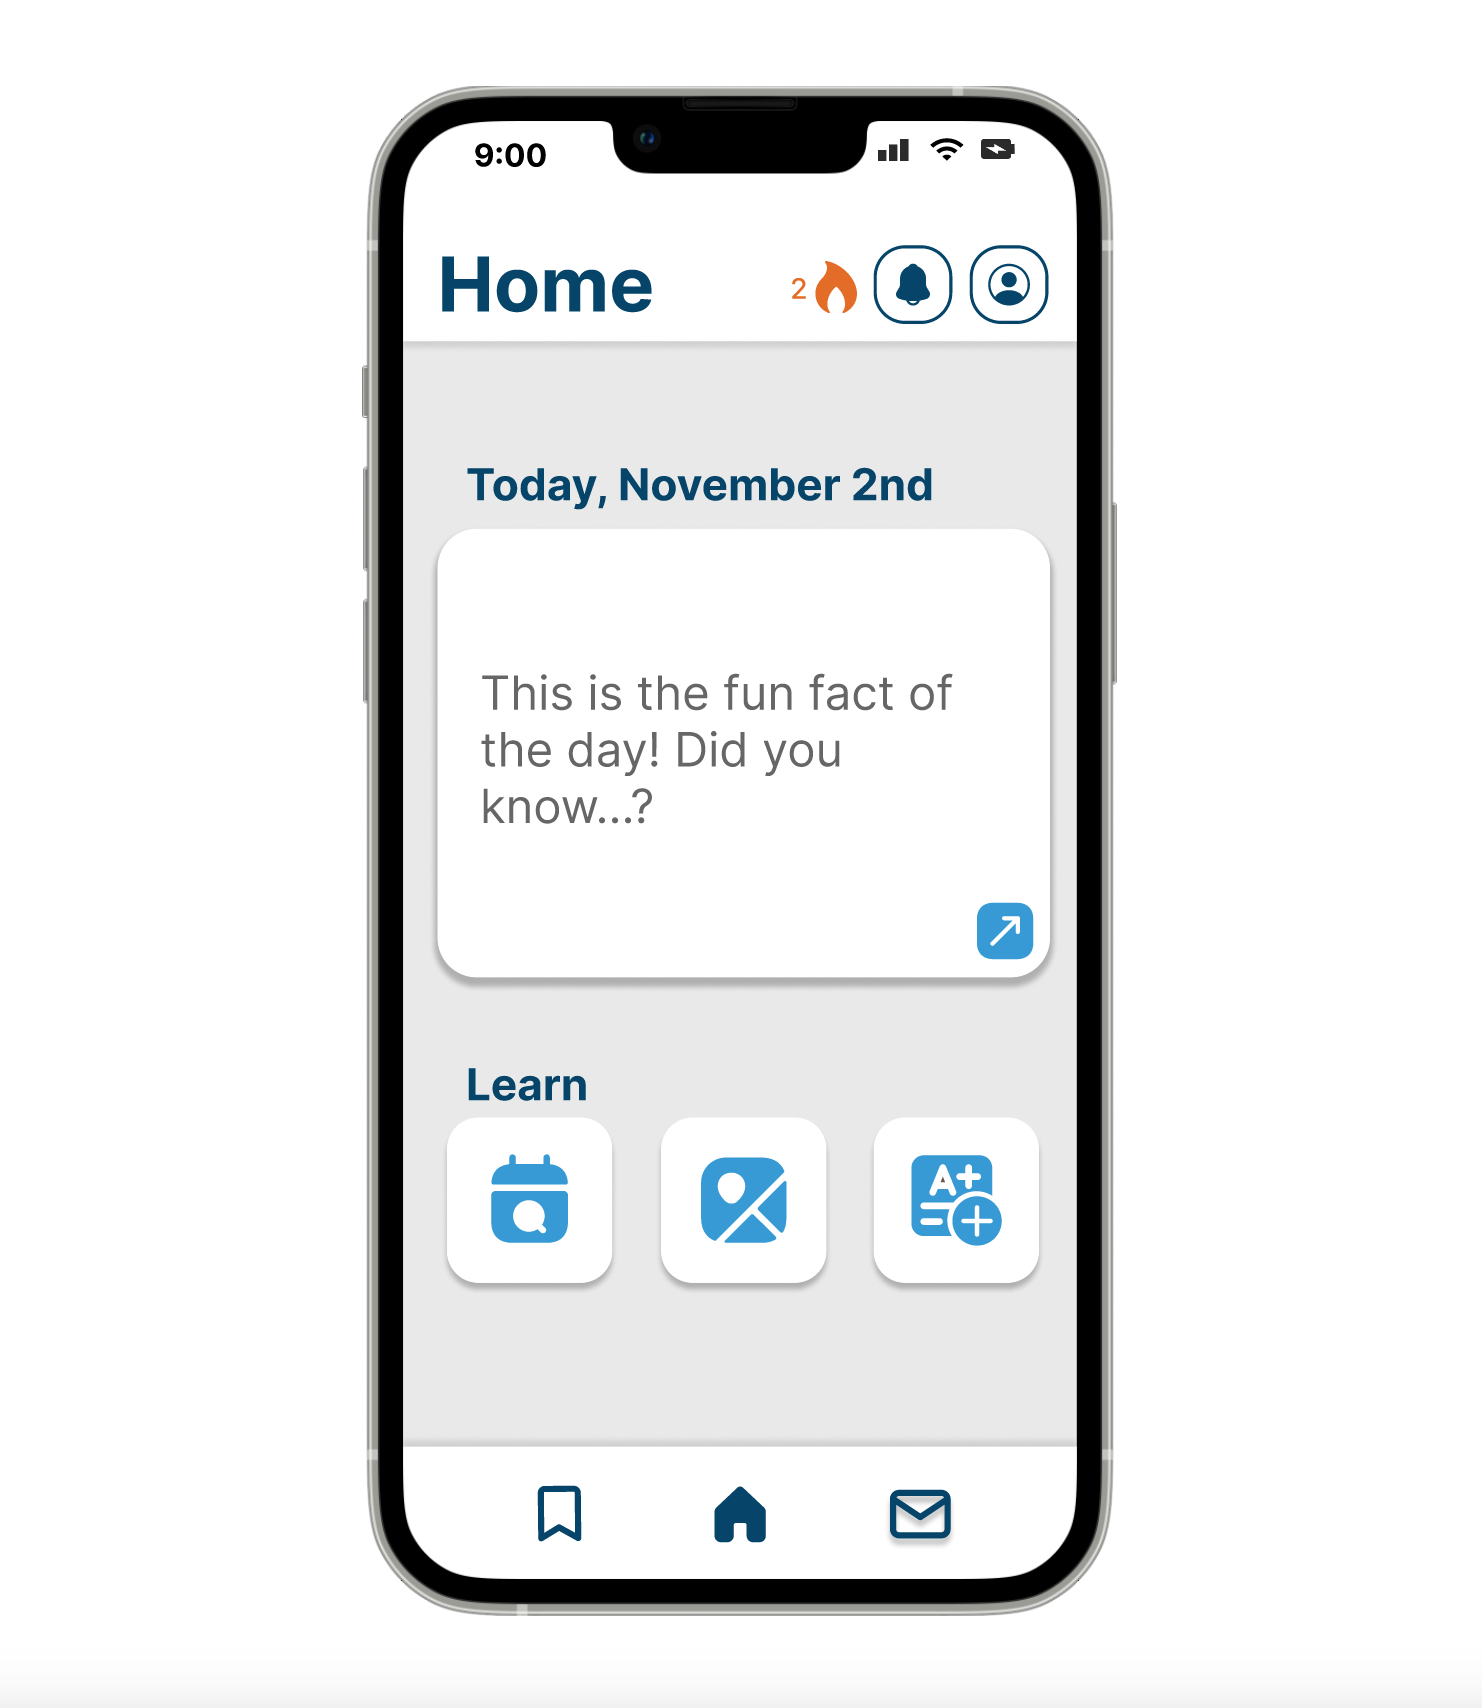 9:00
Home
2
Today, November 2nd
This is the fun fact of
the day! Did you
know...?
Learn
A+